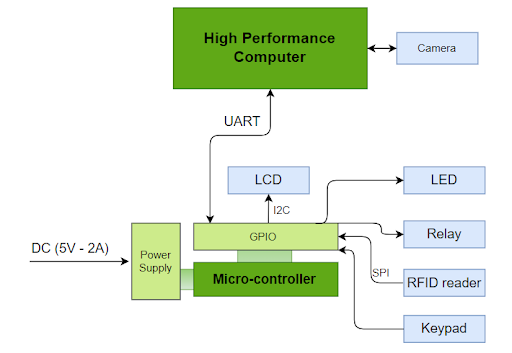 High Performance
Computer
Camera
UART
LCD
LED
I2C
GPIO
Relay
DC (5V - 2A)
Power
Supply
SPI
Micro-controller
RFID reader
Keypad